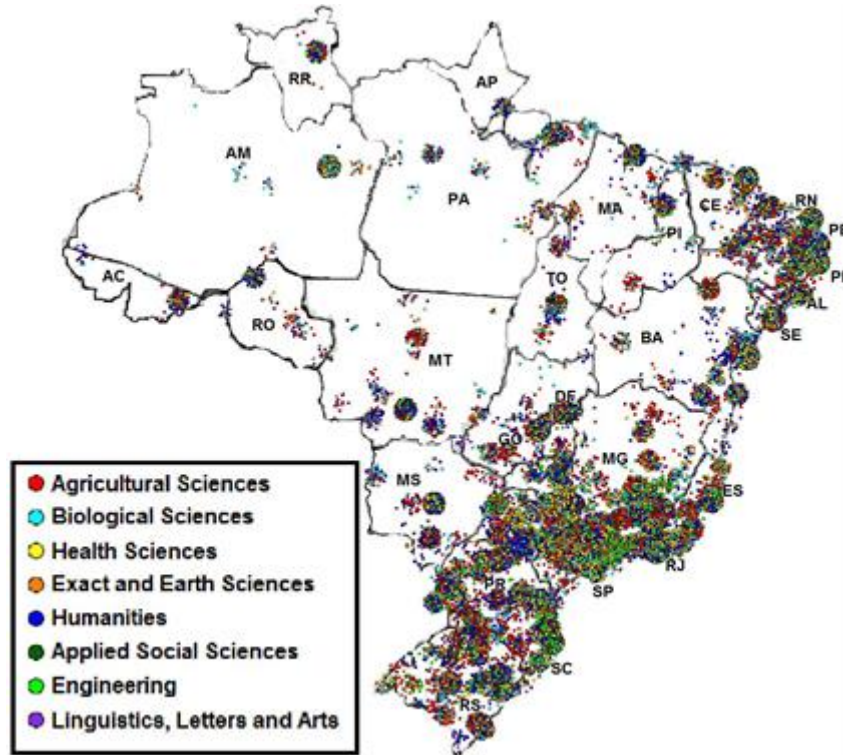 RR
AP
AM
PA
MA
CE
RN
PI
AC
TO
AL
RO
BA
SE
MT
DF
GO
MG
MS
ES
RJ
PR
SP
SC
RS
Agricultural Sciences
Biological Sciences
Health Sciences
Exact and Earth Sciences
Humanities
Applied Social Sciences
Engineering
Linguistics, Letters and Arts